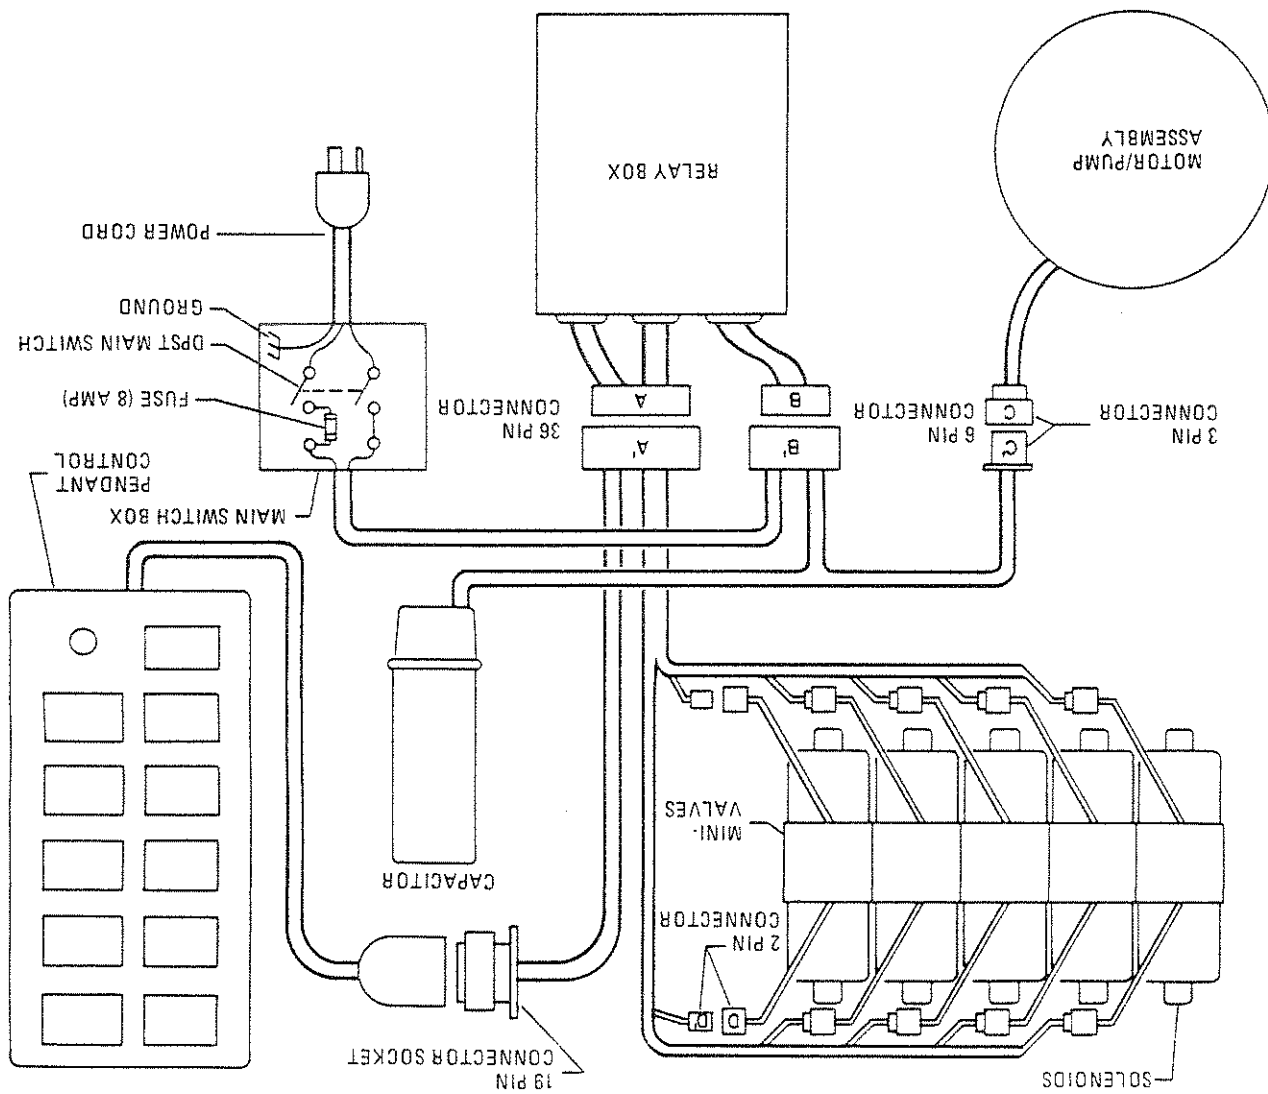 SOLENOIDS
19 PIN
CONNECTOR SOCKET
D
D'
2 PIN
CONNECTOR
MINI-
VALVES
CAPACITOR
PENDANT
CONTROL
MAIN SWITCH BOX
FUSE (8 AMP)
DPST MAIN SWITCH
GROUND
POWER CORD
36 PIN
CONNECTOR
A'
A
B'
B
6 PIN
CONNECTOR
C'
C
3 PIN
CONNECTOR
RELAY BOX
MOTOR/PUMP
ASSEMBLY